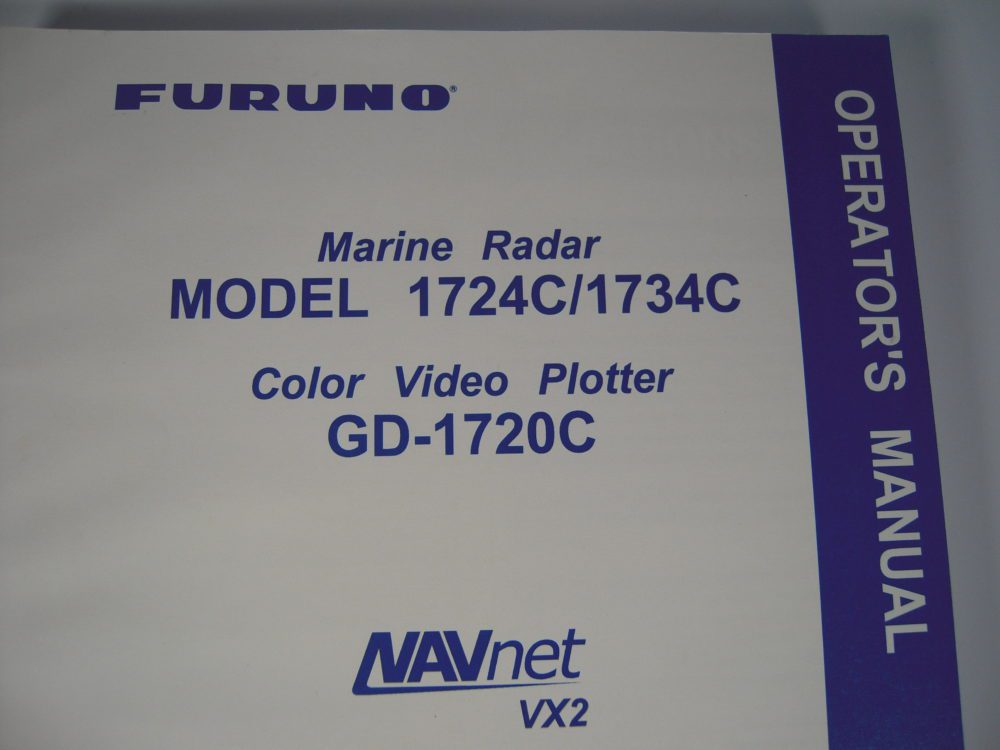 FURUNO®
Marine Radar
MODEL 1724C/1734C
Color Video Plotter
GD-1720C
NAVnet
VX2
OPERATOR'S MANUAL